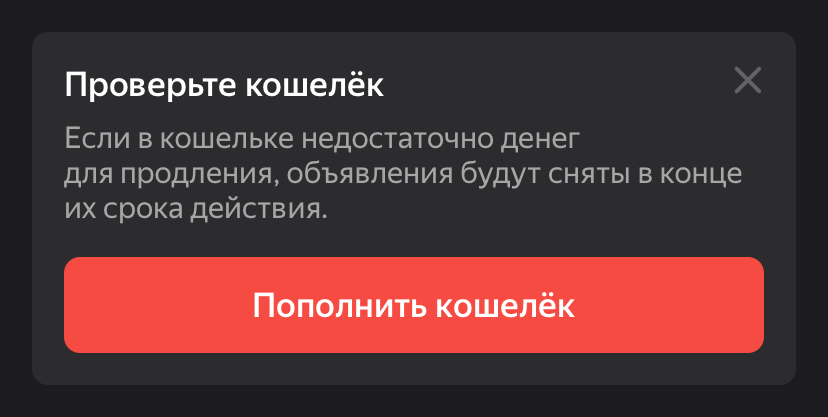 Проверьте кошелёк
Если в кошельке недостаточно денег
для продления, объявления будут сняты в конце
их срока действия.
Пополнить кошелёк